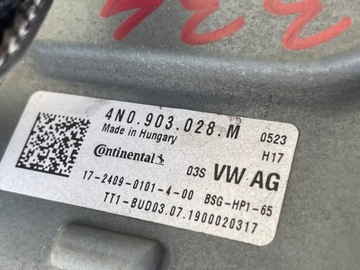 4N0.903.028.M 0523
Made in Hungary H17
Continental 03S VW AG
17-2409-0101-4-00 BSG-HP1-65
TT1-BUD03.07.1900020317